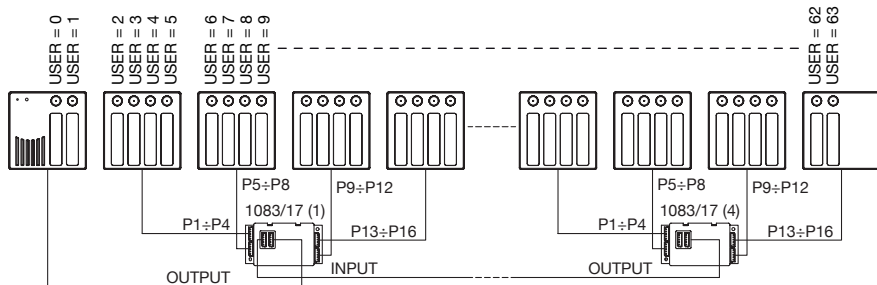 USER = 0
USER = 1
USER = 2
USER = 3
USER = 4
USER = 5
USER = 6
USER = 7
USER = 8
USER = 9
USER = 62
USER = 63
P5÷P8
P9÷P12
P5÷P8
P9÷P12
P1÷P4
1083/17 (1)
P13÷P16
P1÷P4
1083/17 (4)
P13÷P16
OUTPUT
INPUT
OUTPUT